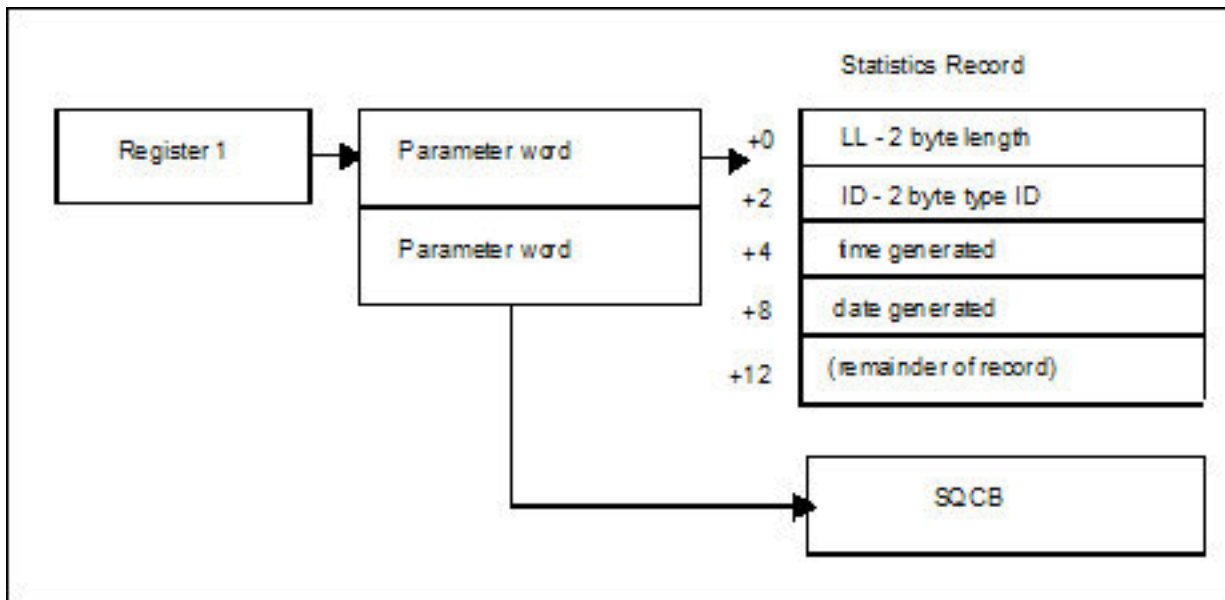 Statistics Record
Register 1
Parameter word
+0
LL - 2 byte length
+2
ID - 2 byte type ID
Parameter word
+4
time generated
+8
date generated
+12
(remainder of record)
SQCB